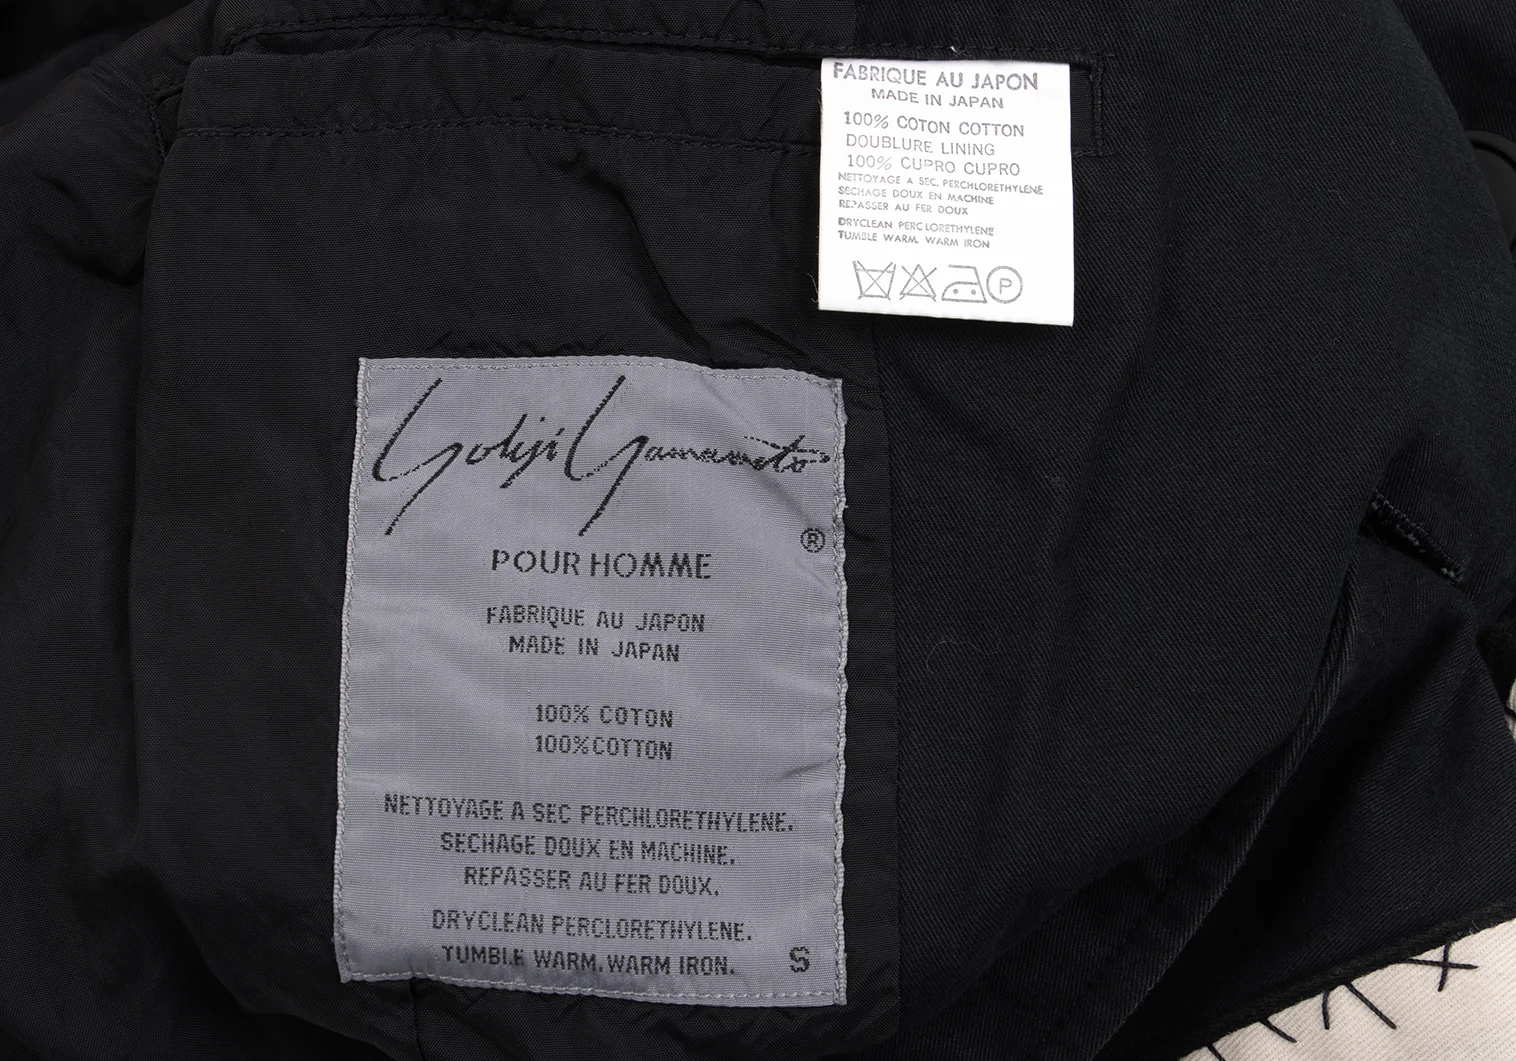 FABRIQUE AU JAPON
MADE IN JAPAN
100% COTON COTTON
DOUBLURE LINING
100% CUPRO CUPRO
NETTOYAGE A SEC. PERCHLORETHYLENE
SECHAGE DOUX EN MACHINE
REPASSER AU FER DOUX
DRYCLEAN PERCLORETHYLENE
TUMBLE WARM. WARM IRON
P
Yohji Yamamoto
®
POUR HOMME
FABRIQUE AU JAPON
MADE IN JAPAN
100% COTON
100%COTTON
NETTOYAGE A SEC PERCHLORETHYLENE.
SECHAGE DOUX EN MACHINE.
REPASSER AU FER DOUX.
DRYCLEAN PERCLORETHYLENE.
TUMBLE WARM. WARM IRON. S